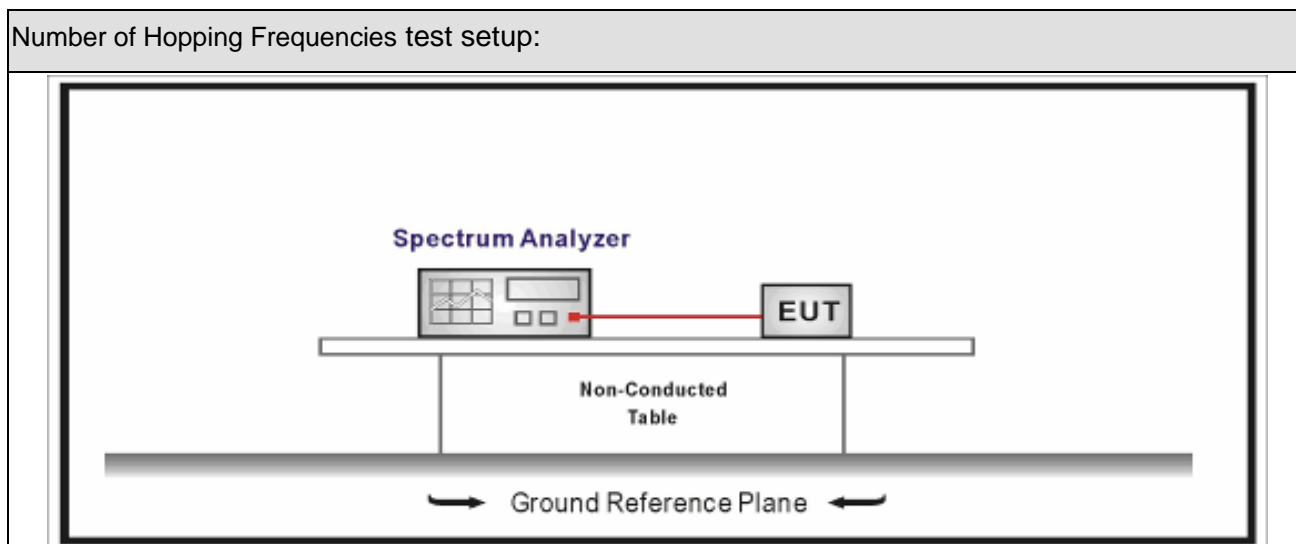 Number of Hopping Frequencies test setup:
Spectrum Analyzer
EUT
Non-Conducted
Table
Ground Reference Plane